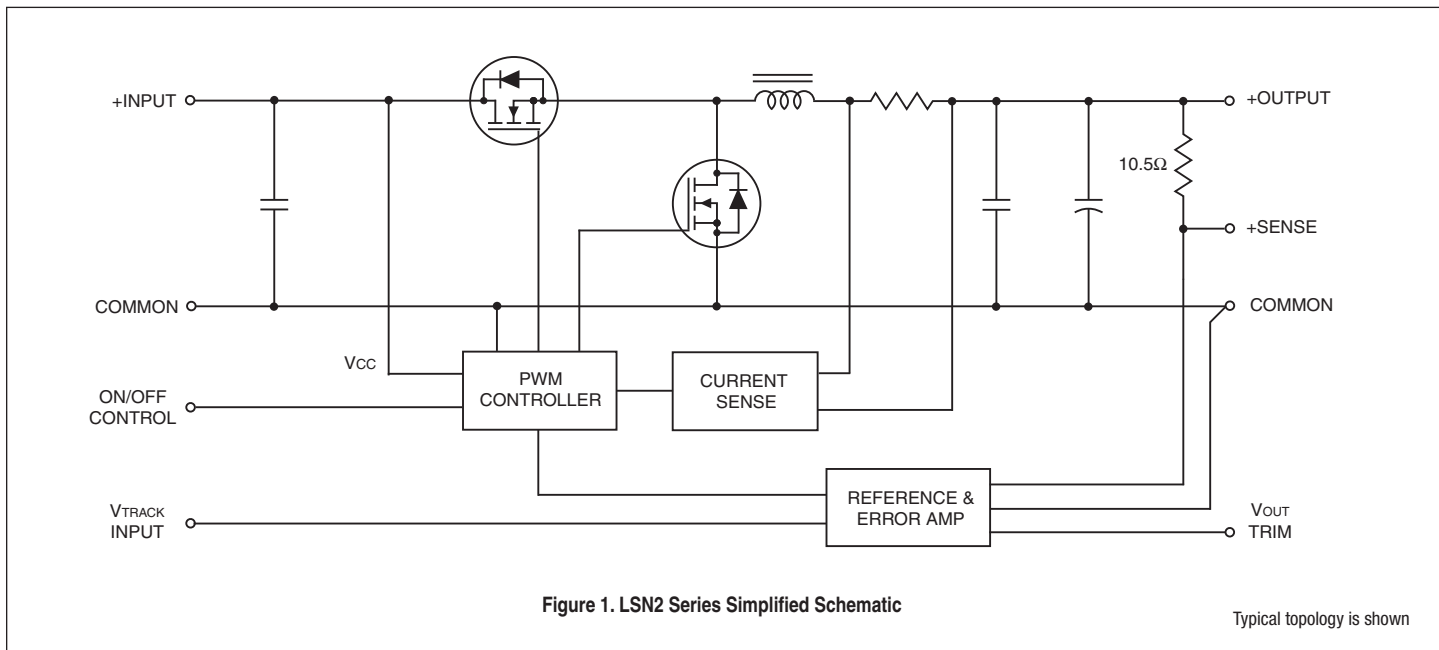 +INPUT
+OUTPUT
10.5Ω
+SENSE
COMMON
COMMON
VCC
ON/OFF
CONTROL
PWM
CONTROLLER
CURRENT
SENSE
VTRACK
INPUT
REFERENCE &
ERROR AMP
VOUT
TRIM
Figure 1. LSN2 Series Simplified Schematic
Typical topology is shown